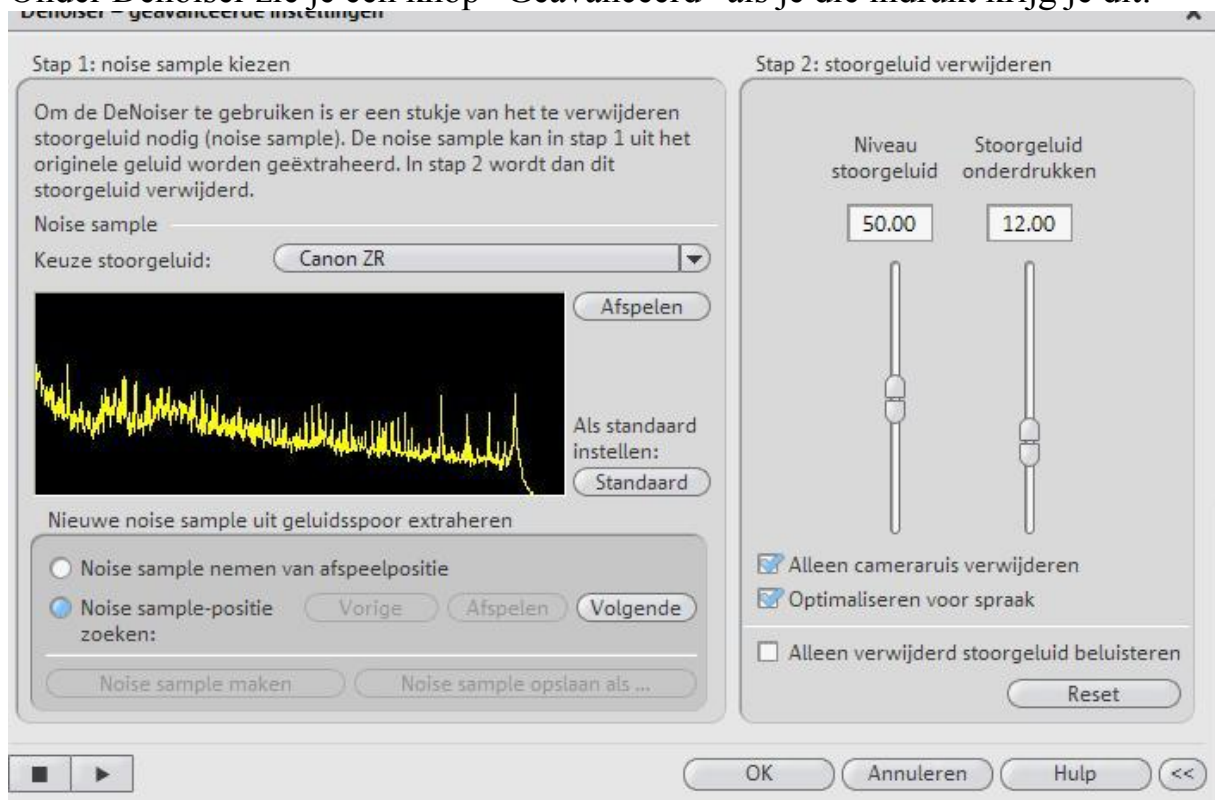 Onder Denoiser zie je een knop "Geavanceerd" als je die indrukt krijg je dit:
Denoiser – geavanceerde instellingen
Stap 1: noise sample kiezen
Om de DeNoiser te gebruiken is er een stukje van het te verwijderen
stoorgeluid nodig (noise sample). De noise sample kan in stap 1 uit het
originele geluid worden geëxtraheerd. In stap 2 wordt dan dit
stoorgeluid verwijderd.
Noise sample
Keuze stoorgeluid:
Canon ZR
Afspelen
Als standaard
instellen:
Standaard
Nieuwe noise sample uit geluidsspoor extraheren
Noise sample nemen van afspeelpositie
Noise sample-positie
zoeken:
Vorige
Afspelen
Volgende
Noise sample maken
Noise sample opslaan als ...
Stap 2: stoorgeluid verwijderen
Niveau
stoorgeluid
Stoorgeluid
onderdrukken
50.00
12.00
Alleen cameraruis verwijderen
Optimaliseren voor spraak
Alleen verwijderd stoorgeluid beluisteren
Reset
OK
Annuleren
Hulp
<<